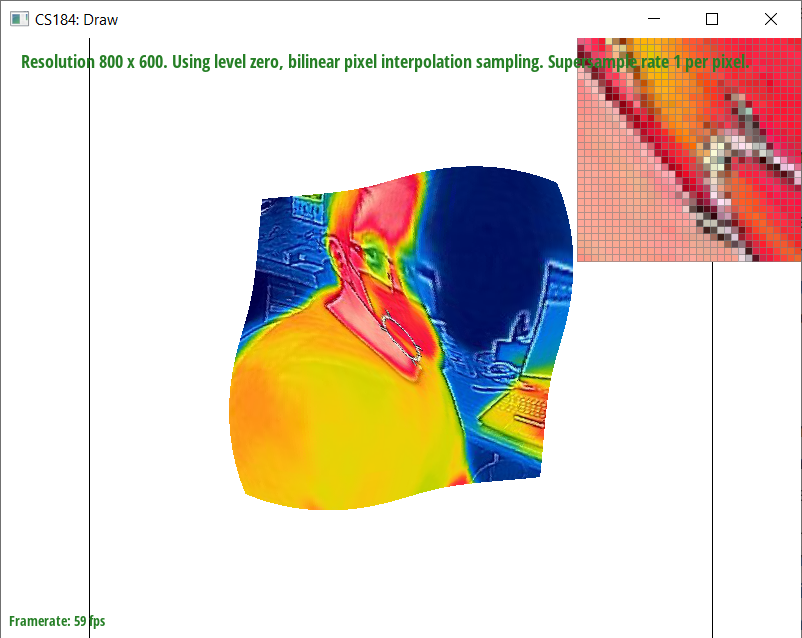 CS184: Draw
Resolution 800 x 600. Using level zero, bilinear pixel interpolation sampling. Supersample rate 1 per pixel.
Framerate: 59 fps